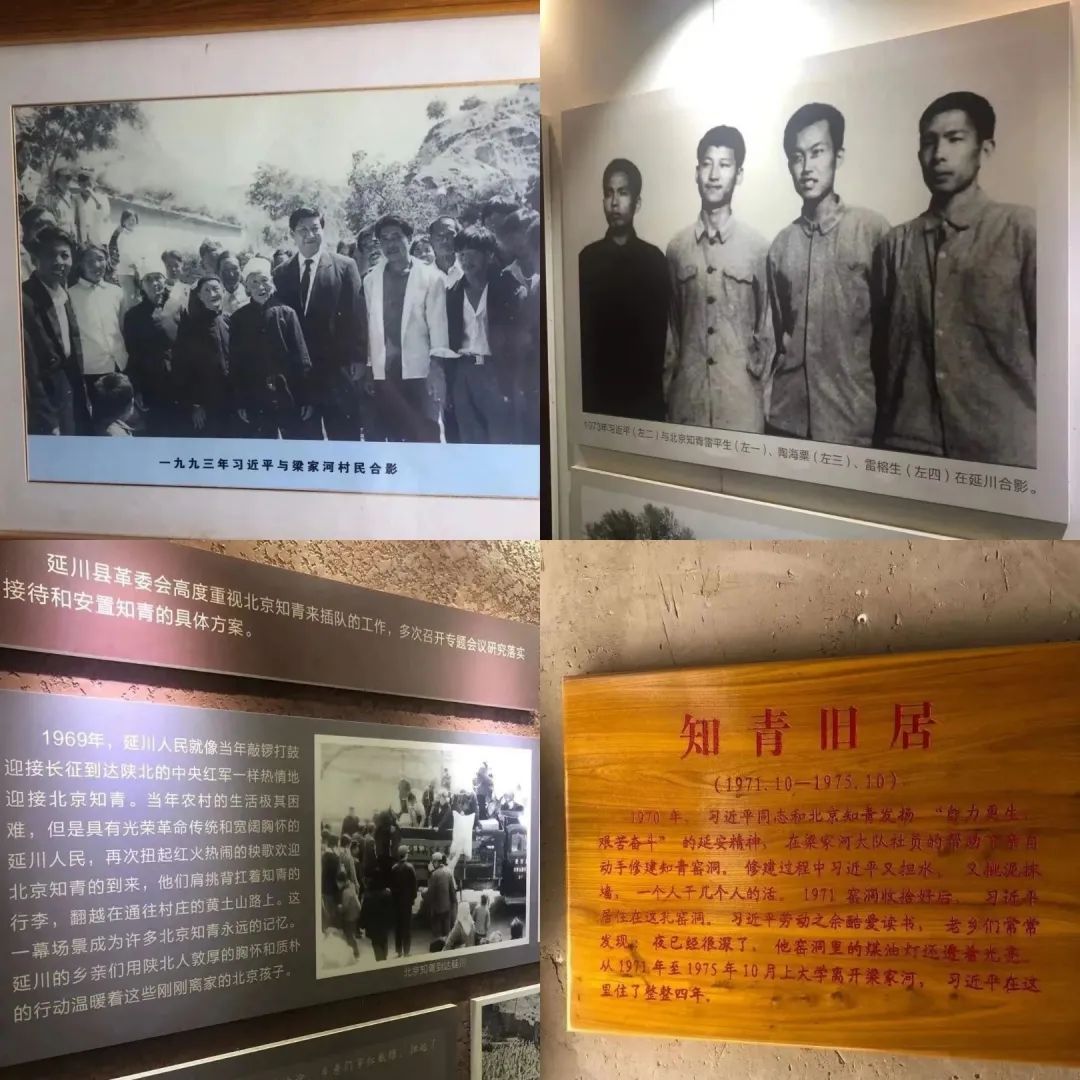 一九九三年习近平与梁家河村民合影
1973年习近平（左二）与北京知青雷平生（左一）、陶海粟（左三）、雷榕生（左四）在延川合影。
延川县革委会高度重视北京知青来插队的工作，多次召开专题会议研究落实
接待和安置知青的具体方案。
1969年，延川人民就像当年敲锣打鼓
迎接长征到达陕北的中央红军一样热情地
迎接北京知青。当年农村的生活极其困
难，但是具有光荣革命传统和宽阔胸怀的
延川人民，再次扭起红火热闹的秧歌欢迎
北京知青的到来，他们肩挑背扛着知青的
行李，翻越在通往村庄的黄土山路上。这
一幕场景成为许多北京知青永远的记忆。
延川的乡亲们用陕北人敦厚的胸怀和质朴
的行动温暖着这些刚刚离家的北京孩子。
北京知青到达延川
知青旧居
(1971.10—1975.10)
1970年，习近平同志和北京知青发扬“自力更生，
艰苦奋斗”的延安精神，在梁家河大队社员的帮助下亲自
动手修建知青窑洞。修建过程中习近平又担水，又挑泥抹
墙，一个人干几个人的活。1971窑洞收拾好后，习近平
居住在这孔窑洞。习近平劳动之余酷爱读书，老乡们常常
发现，夜已经很深了，他窑洞里的煤油灯还透着光亮。
从1971年至1975年10月上大学离开梁家河，习近平在这
里住了整整四年。